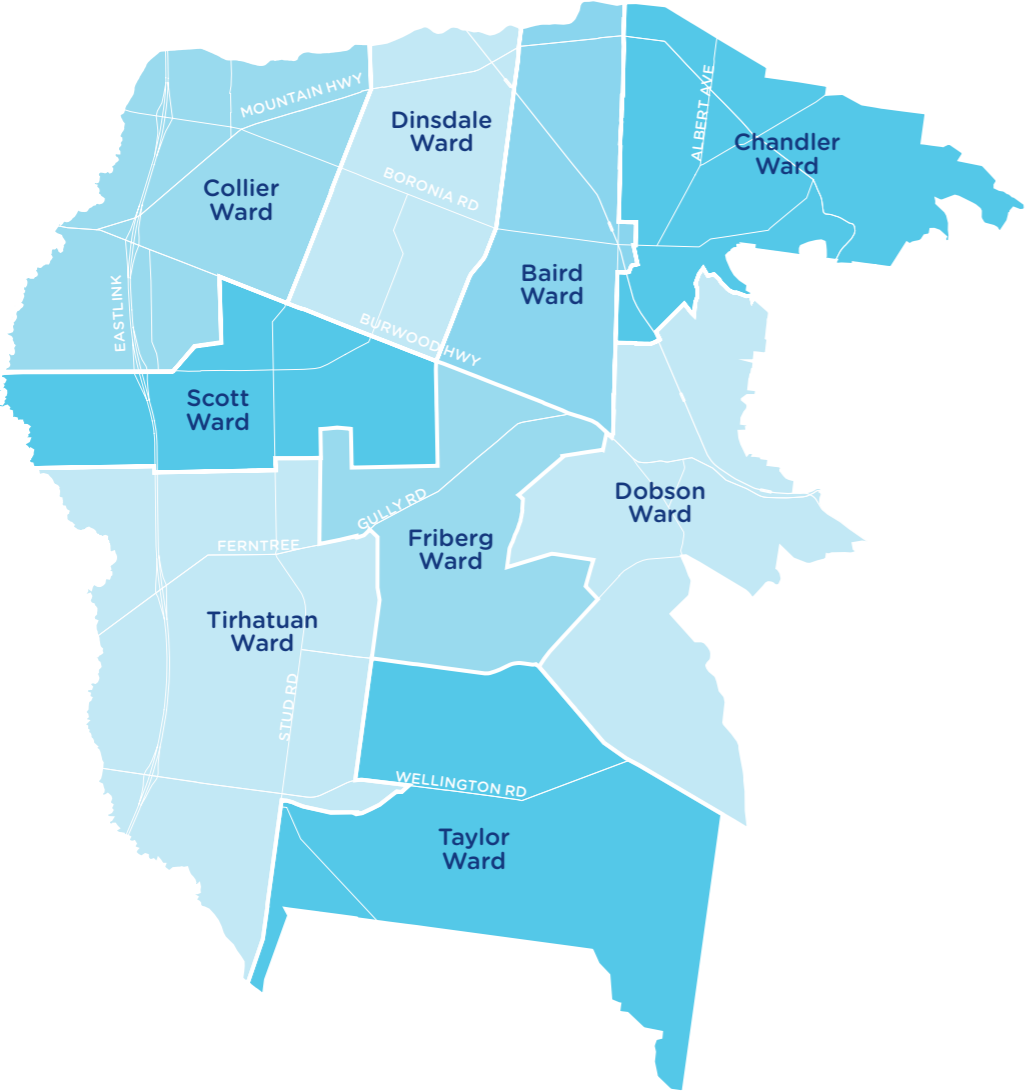 MOUNTAIN HWY
Dinsdale
Ward
ALBERT AVE
Chandler
Ward
BORONIA RD
Collier
Ward
Baird
Ward
EASTLINK
BURWOOD HWY
Scott
Ward
Dobson
Ward
GULLY RD
Friberg
Ward
FERNTREE
Tirhatuan
Ward
STUD RD
WELLINGTON RD
Taylor
Ward